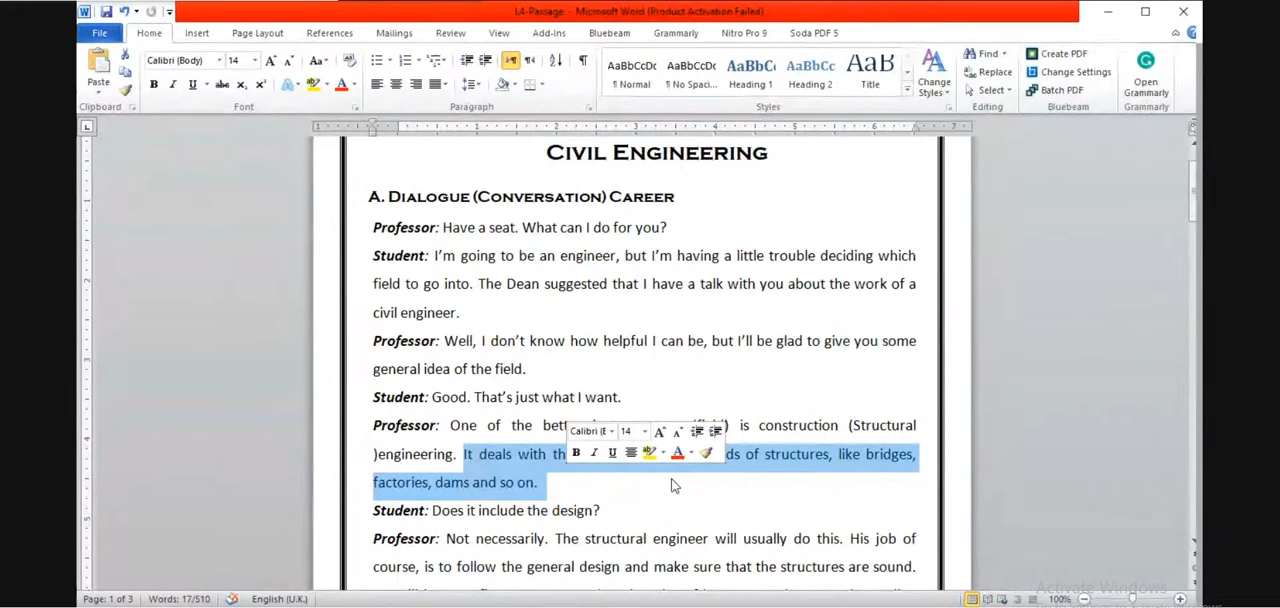 L4-Passage - Microsoft Word (Product Activation Failed)
File Home Insert Page Layout References Mailings Review View Add-Ins Bluebeam Grammarly Nitro Pro 9 Soda PDF 5
Calibri (Body) 14 Find Create PDF
Paste AaBbCcDc AaBbCcDc AaBbC AaBbCc AaB Change Styles Replace Change Settings Open Grammarly
¶ Normal ¶ No Spaci... Heading 1 Heading 2 Title Select Batch PDF
Clipboard Font Paragraph Styles Editing Bluebeam Grammarly
CIVIL ENGINEERING
A. DIALOGUE (CONVERSATION) CAREER
Professor: Have a seat. What can I do for you?
Student: I'm going to be an engineer, but I'm having a little trouble deciding which
field to go into. The Dean suggested that I have a talk with you about the work of a
civil engineer.
Professor: Well, I don't know how helpful I can be, but I'll be glad to give you some
general idea of the field.
Student: Good. That's just what I want.
Professor: One of the is construction (Structural
Calibri (E 14
)engineering. It deals with of structures, like bridges,
factories, dams and so on.
Student: Does it include the design?
Professor: Not necessarily. The structural engineer will usually do this. His job of
course, is to follow the general design and make sure that the structures are sound.
Activate Windows
Page: 1 of 3 Words: 17/510 English (U.K.) 100%